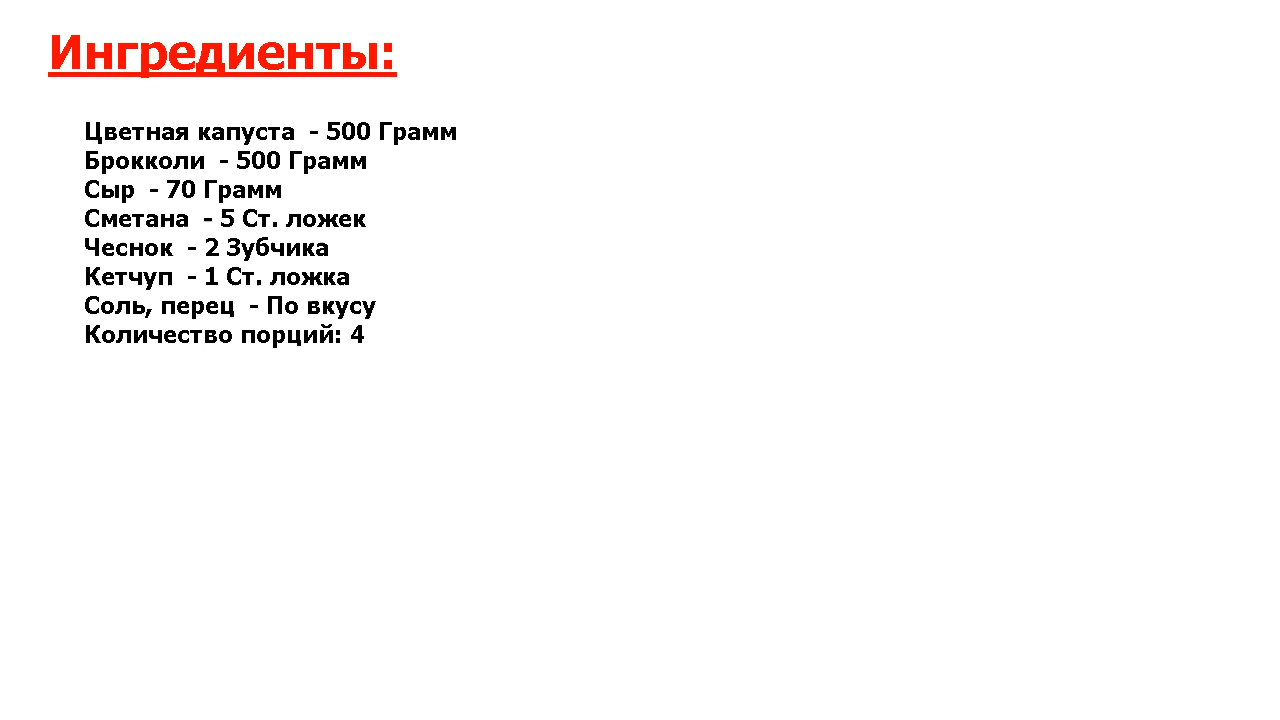 Ингредиенты:
Цветная капуста  - 500 Грамм
Брокколи  - 500 Грамм
Сыр  - 70 Грамм
Сметана  - 5 Ст. ложек
Чеснок  - 2 Зубчика
Кетчуп  - 1 Ст. ложка
Соль, перец  - По вкусу
Количество порций: 4